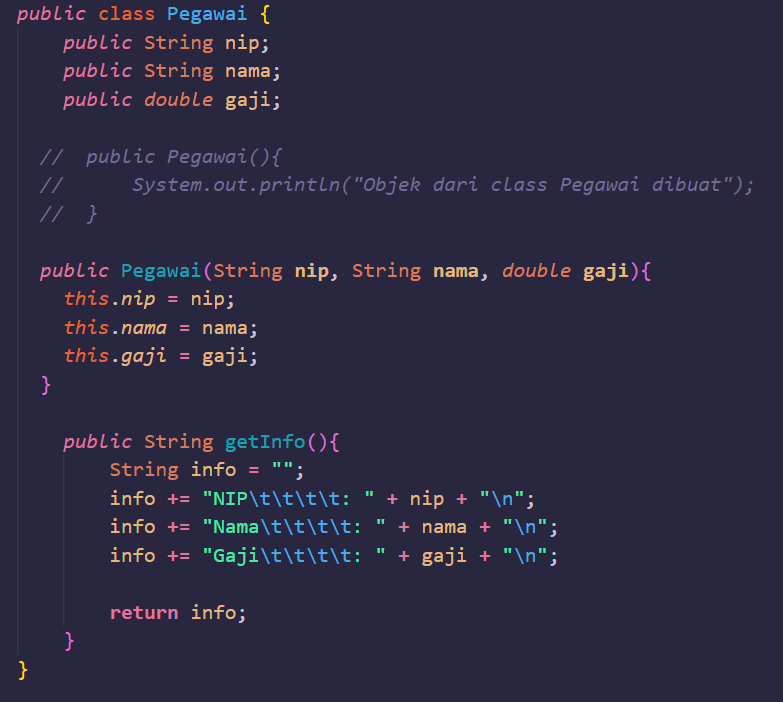 public class Pegawai {
    public String nip;
    public String nama;
    public double gaji;

  //  public Pegawai(){
  //      System.out.println("Objek dari class Pegawai dibuat");
  //  }

  public Pegawai(String nip, String nama, double gaji){
    this.nip = nip;
    this.nama = nama;
    this.gaji = gaji;
  }

    public String getInfo(){
        String info = "";
        info += "NIP\t\t\t\t: " + nip + "\n";
        info += "Nama\t\t\t\t: " + nama + "\n";
        info += "Gaji\t\t\t\t: " + gaji + "\n";

        return info;
    }
}